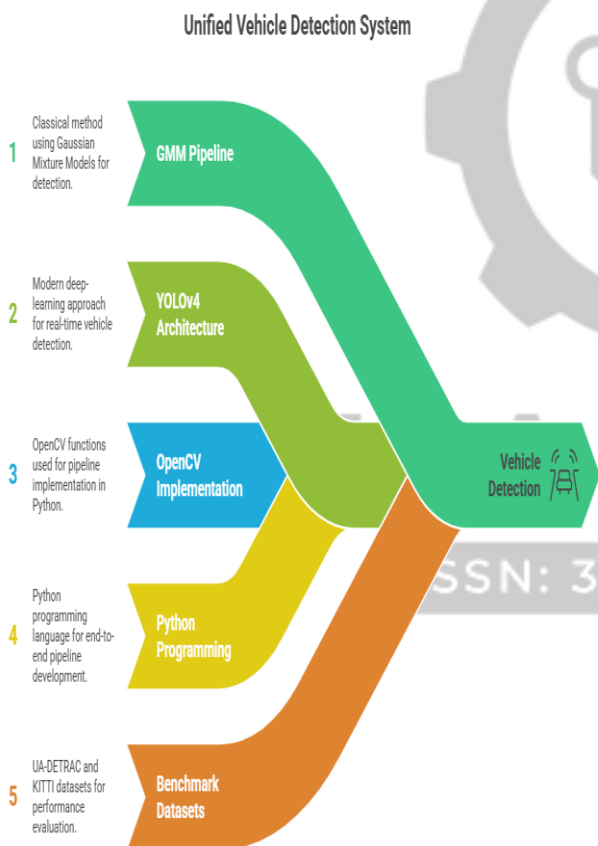 Unified Vehicle Detection System
1
Classical method
using Gaussian
Mixture Models for
detection.
GMM Pipeline
2
Modern deep-
learning approach
for real-time vehicle
detection.
YOLOv4
Architecture
3
OpenCV functions
used for pipeline
implementation in
Python.
OpenCV
Implementation
Vehicle
Detection
4
Python
programming
language for end-to-
end pipeline
development.
Python
Programming
SSN: 3
5
UA-DETRAC and
KITTI datasets for
performance
evaluation.
Benchmark
Datasets